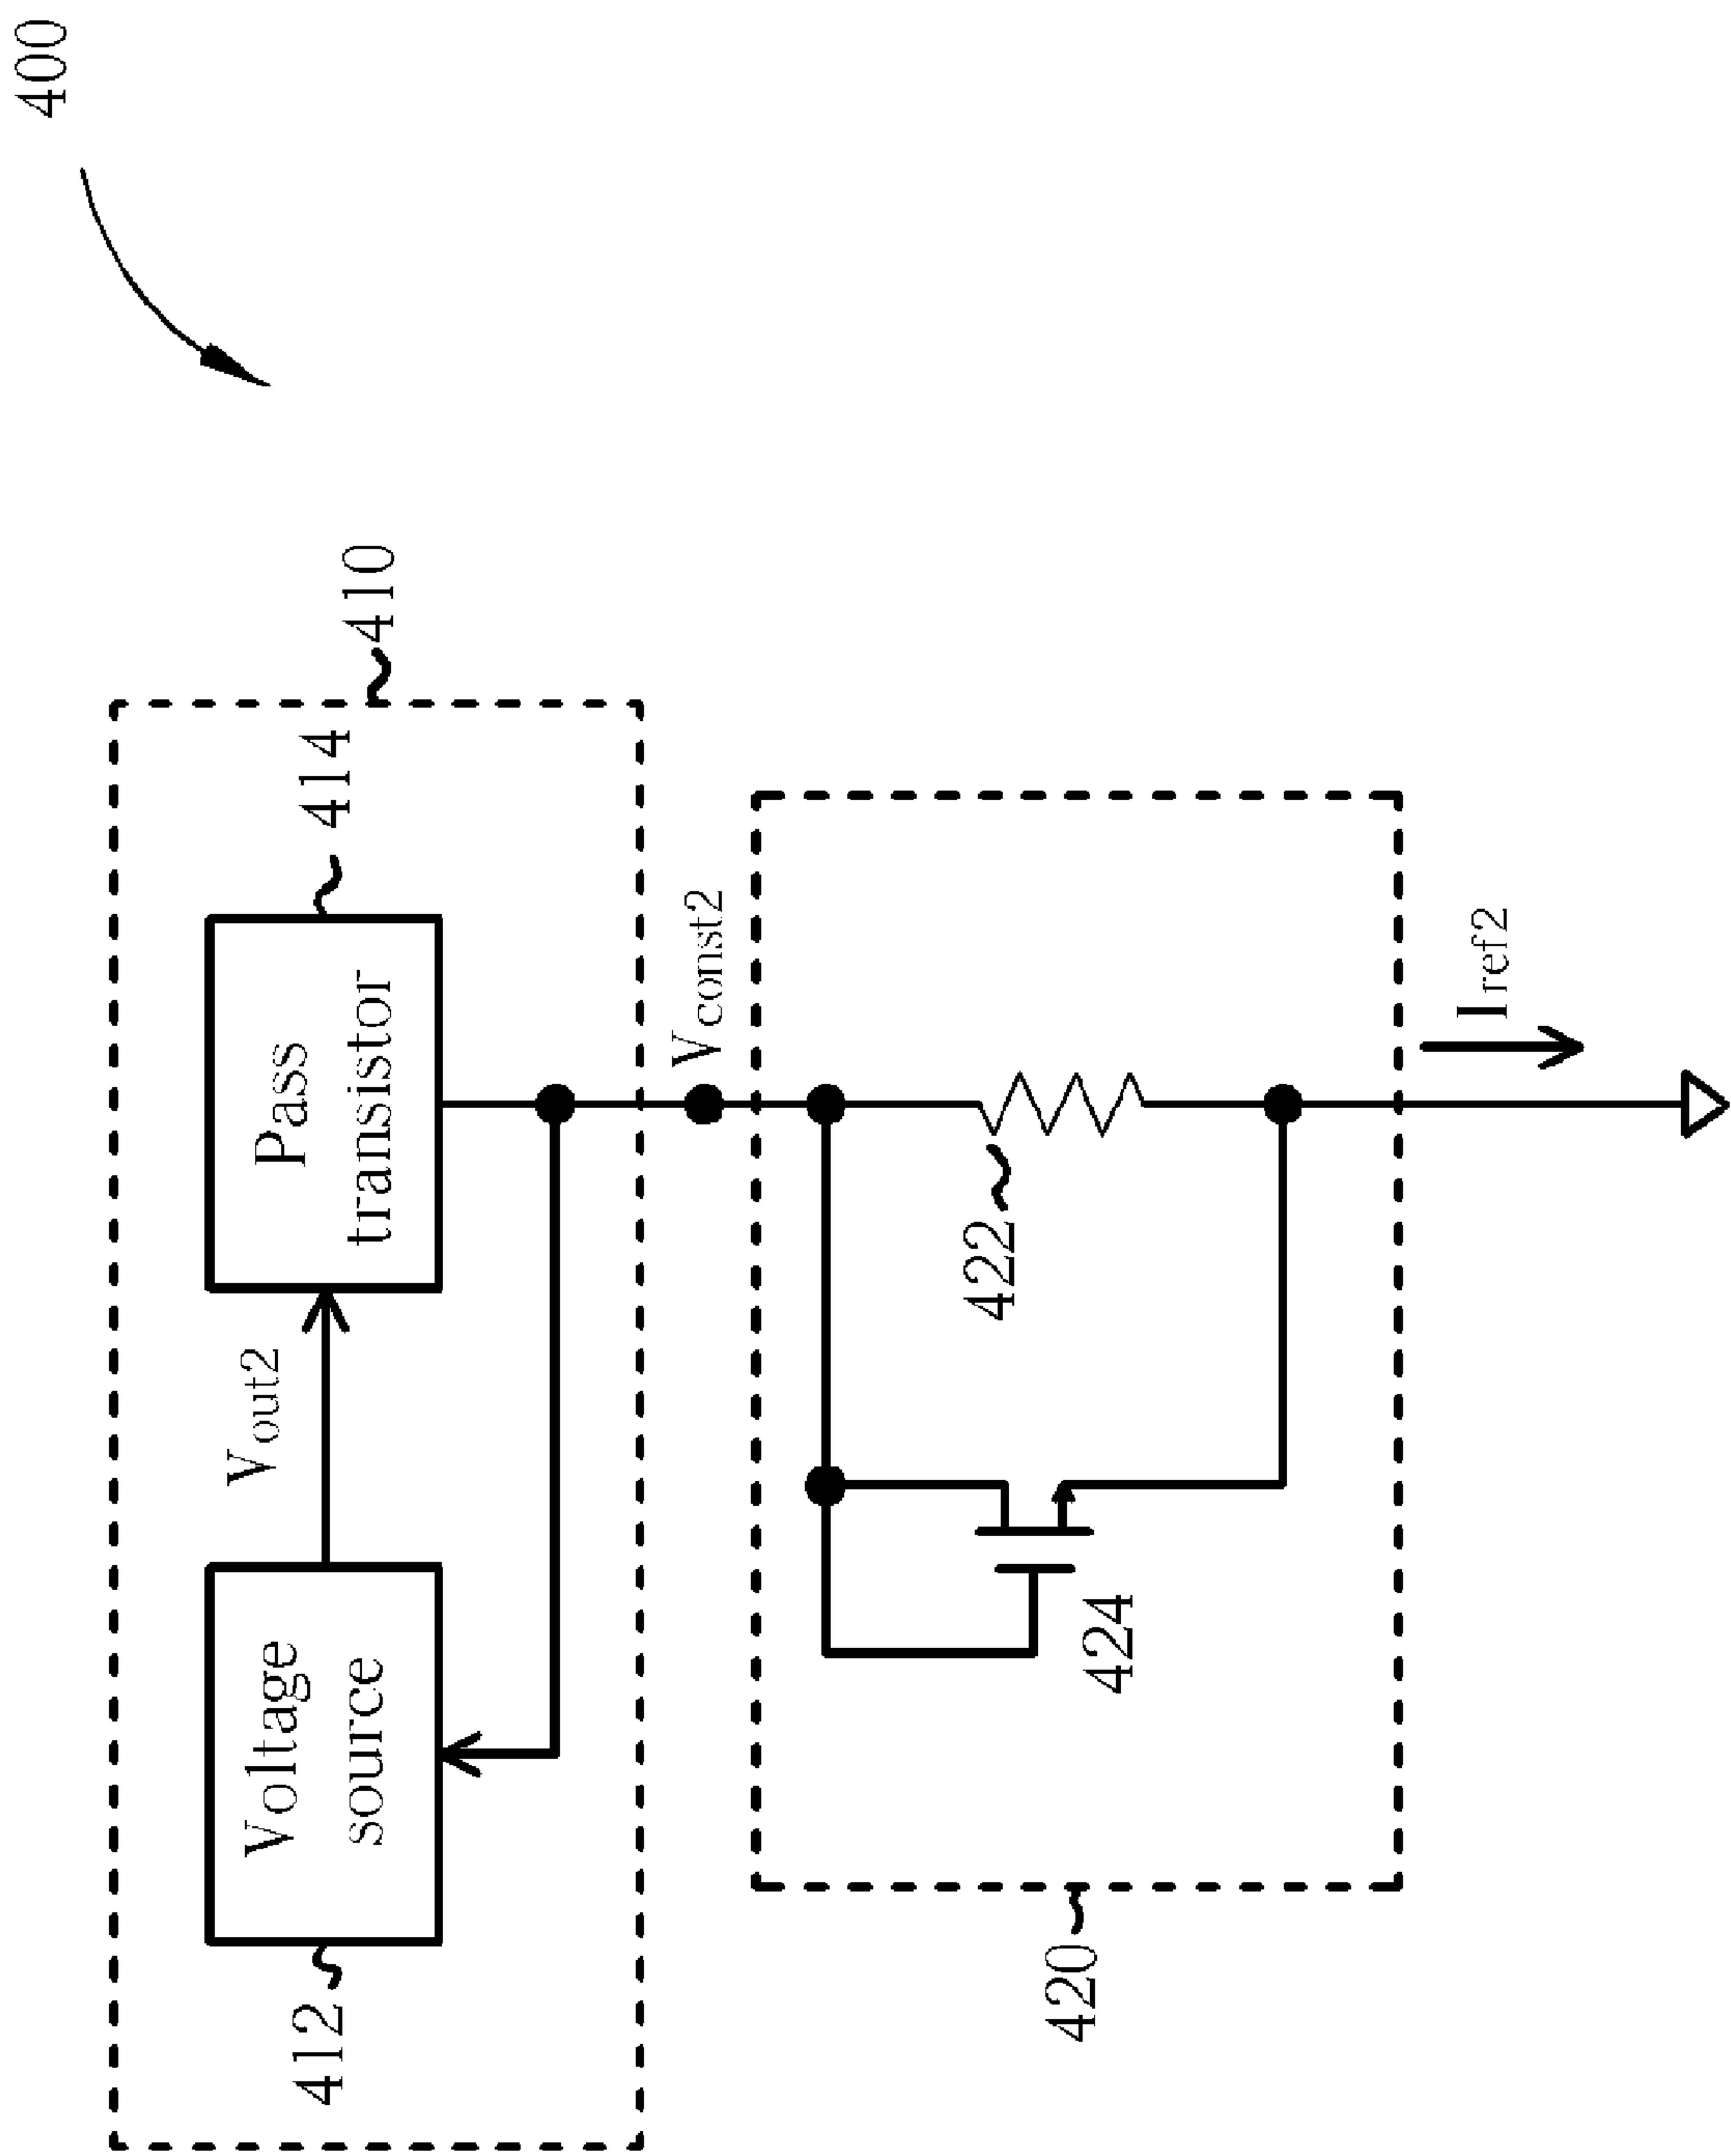 400
410
412
Voltage
source
Vout2
Pass
transistor
414
Vconst2
420
424
422
Iref2